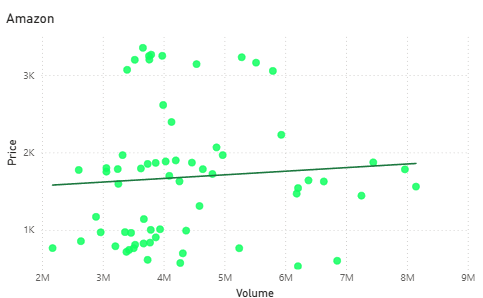 Amazon
Price
3K
2K
1K
2M 3M 4M 5M 6M 7M 8M 9M
Volume